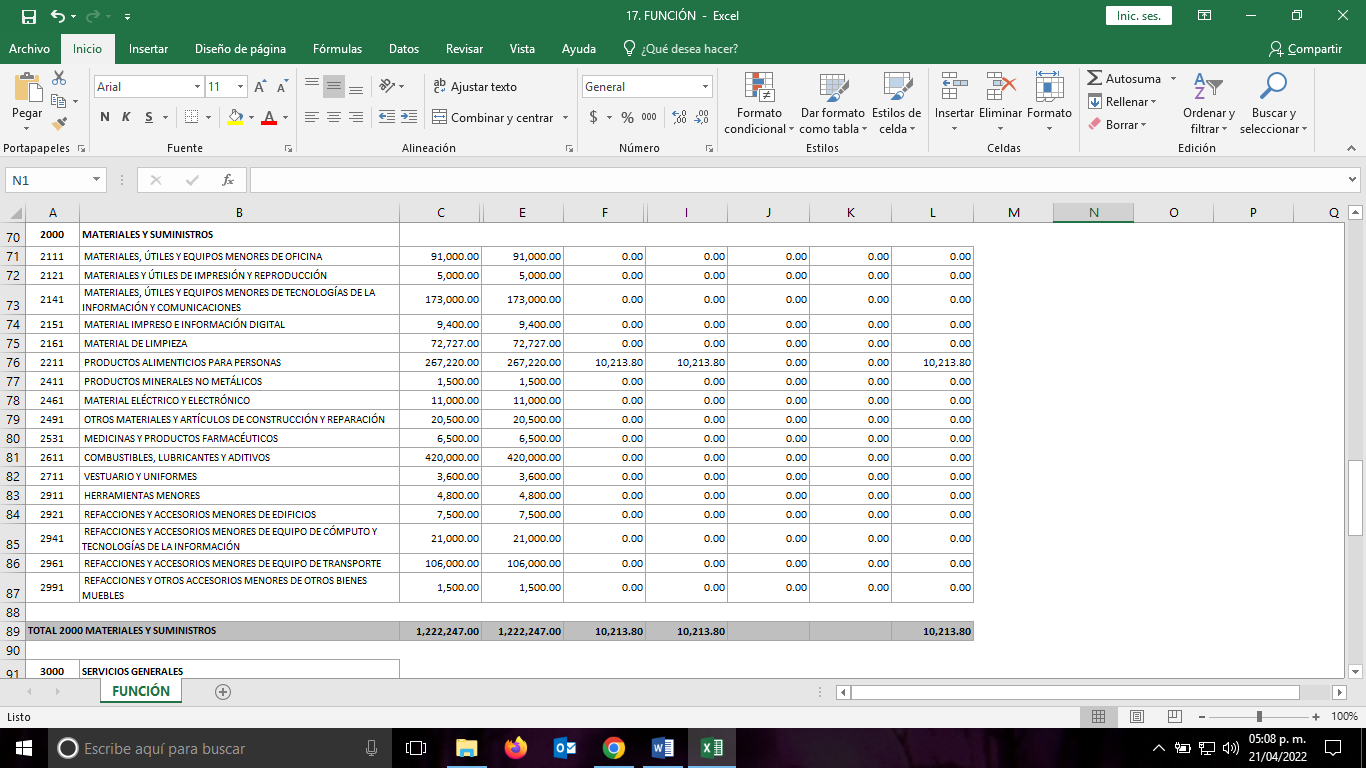 17. FUNCIÓN - Excel
Inic. ses.
Archivo Inicio Insertar Diseño de página Fórmulas Datos Revisar Vista Ayuda ¿Qué desea hacer? Compartir
Pegar
Arial 11 A A
N K S A
ab Ajustar texto
Combinar y centrar
General
$ % 000
Formato condicional
Dar formato como tabla
Estilos de celda
Insertar Eliminar Formato
Autosuma
Rellenar
Borrar
Ordenar y filtrar
Buscar y seleccionar
Portapapeles Fuente Alineación Número Estilos Celdas Edición
N1 fx
A B C E F I J K L M N O P Q
70 2000 MATERIALES Y SUMINISTROS
71 2111 MATERIALES, ÚTILES Y EQUIPOS MENORES DE OFICINA 91,000.00 91,000.00 0.00 0.00 0.00 0.00 0.00
72 2121 MATERIALES Y ÚTILES DE IMPRESIÓN Y REPRODUCCIÓN 5,000.00 5,000.00 0.00 0.00 0.00 0.00 0.00
73 2141 MATERIALES, ÚTILES Y EQUIPOS MENORES DE TECNOLOGÍAS DE LA
INFORMACIÓN Y COMUNICACIONES 173,000.00 173,000.00 0.00 0.00 0.00 0.00 0.00
74 2151 MATERIAL IMPRESO E INFORMACIÓN DIGITAL 9,400.00 9,400.00 0.00 0.00 0.00 0.00 0.00
75 2161 MATERIAL DE LIMPIEZA 72,727.00 72,727.00 0.00 0.00 0.00 0.00 0.00
76 2211 PRODUCTOS ALIMENTICIOS PARA PERSONAS 267,220.00 267,220.00 10,213.80 10,213.80 0.00 0.00 10,213.80
77 2411 PRODUCTOS MINERALES NO METÁLICOS 1,500.00 1,500.00 0.00 0.00 0.00 0.00 0.00
78 2461 MATERIAL ELÉCTRICO Y ELECTRÓNICO 11,000.00 11,000.00 0.00 0.00 0.00 0.00 0.00
79 2491 OTROS MATERIALES Y ARTÍCULOS DE CONSTRUCCIÓN Y REPARACIÓN 20,500.00 20,500.00 0.00 0.00 0.00 0.00 0.00
80 2531 MEDICINAS Y PRODUCTOS FARMACÉUTICOS 6,500.00 6,500.00 0.00 0.00 0.00 0.00 0.00
81 2611 COMBUSTIBLES, LUBRICANTES Y ADITIVOS 420,000.00 420,000.00 0.00 0.00 0.00 0.00 0.00
82 2711 VESTUARIO Y UNIFORMES 3,600.00 3,600.00 0.00 0.00 0.00 0.00 0.00
83 2911 HERRAMIENTAS MENORES 4,800.00 4,800.00 0.00 0.00 0.00 0.00 0.00
84 2921 REFACCIONES Y ACCESORIOS MENORES DE EDIFICIOS 7,500.00 7,500.00 0.00 0.00 0.00 0.00 0.00
85 2941 REFACCIONES Y ACCESORIOS MENORES DE EQUIPO DE CÓMPUTO Y
TECNOLOGÍAS DE LA INFORMACIÓN 21,000.00 21,000.00 0.00 0.00 0.00 0.00 0.00
86 2961 REFACCIONES Y ACCESORIOS MENORES DE EQUIPO DE TRANSPORTE 106,000.00 106,000.00 0.00 0.00 0.00 0.00 0.00
87 2991 REFACCIONES Y OTROS ACCESORIOS MENORES DE OTROS BIENES
MUEBLES 1,500.00 1,500.00 0.00 0.00 0.00 0.00 0.00
88
89 TOTAL 2000 MATERIALES Y SUMINISTROS 1,222,247.00 1,222,247.00 10,213.80 10,213.80 10,213.80
90
91 3000 SERVICIOS GENERALES
FUNCIÓN
Listo 100%
Escribe aquí para buscar
05:08 p. m.
21/04/2022